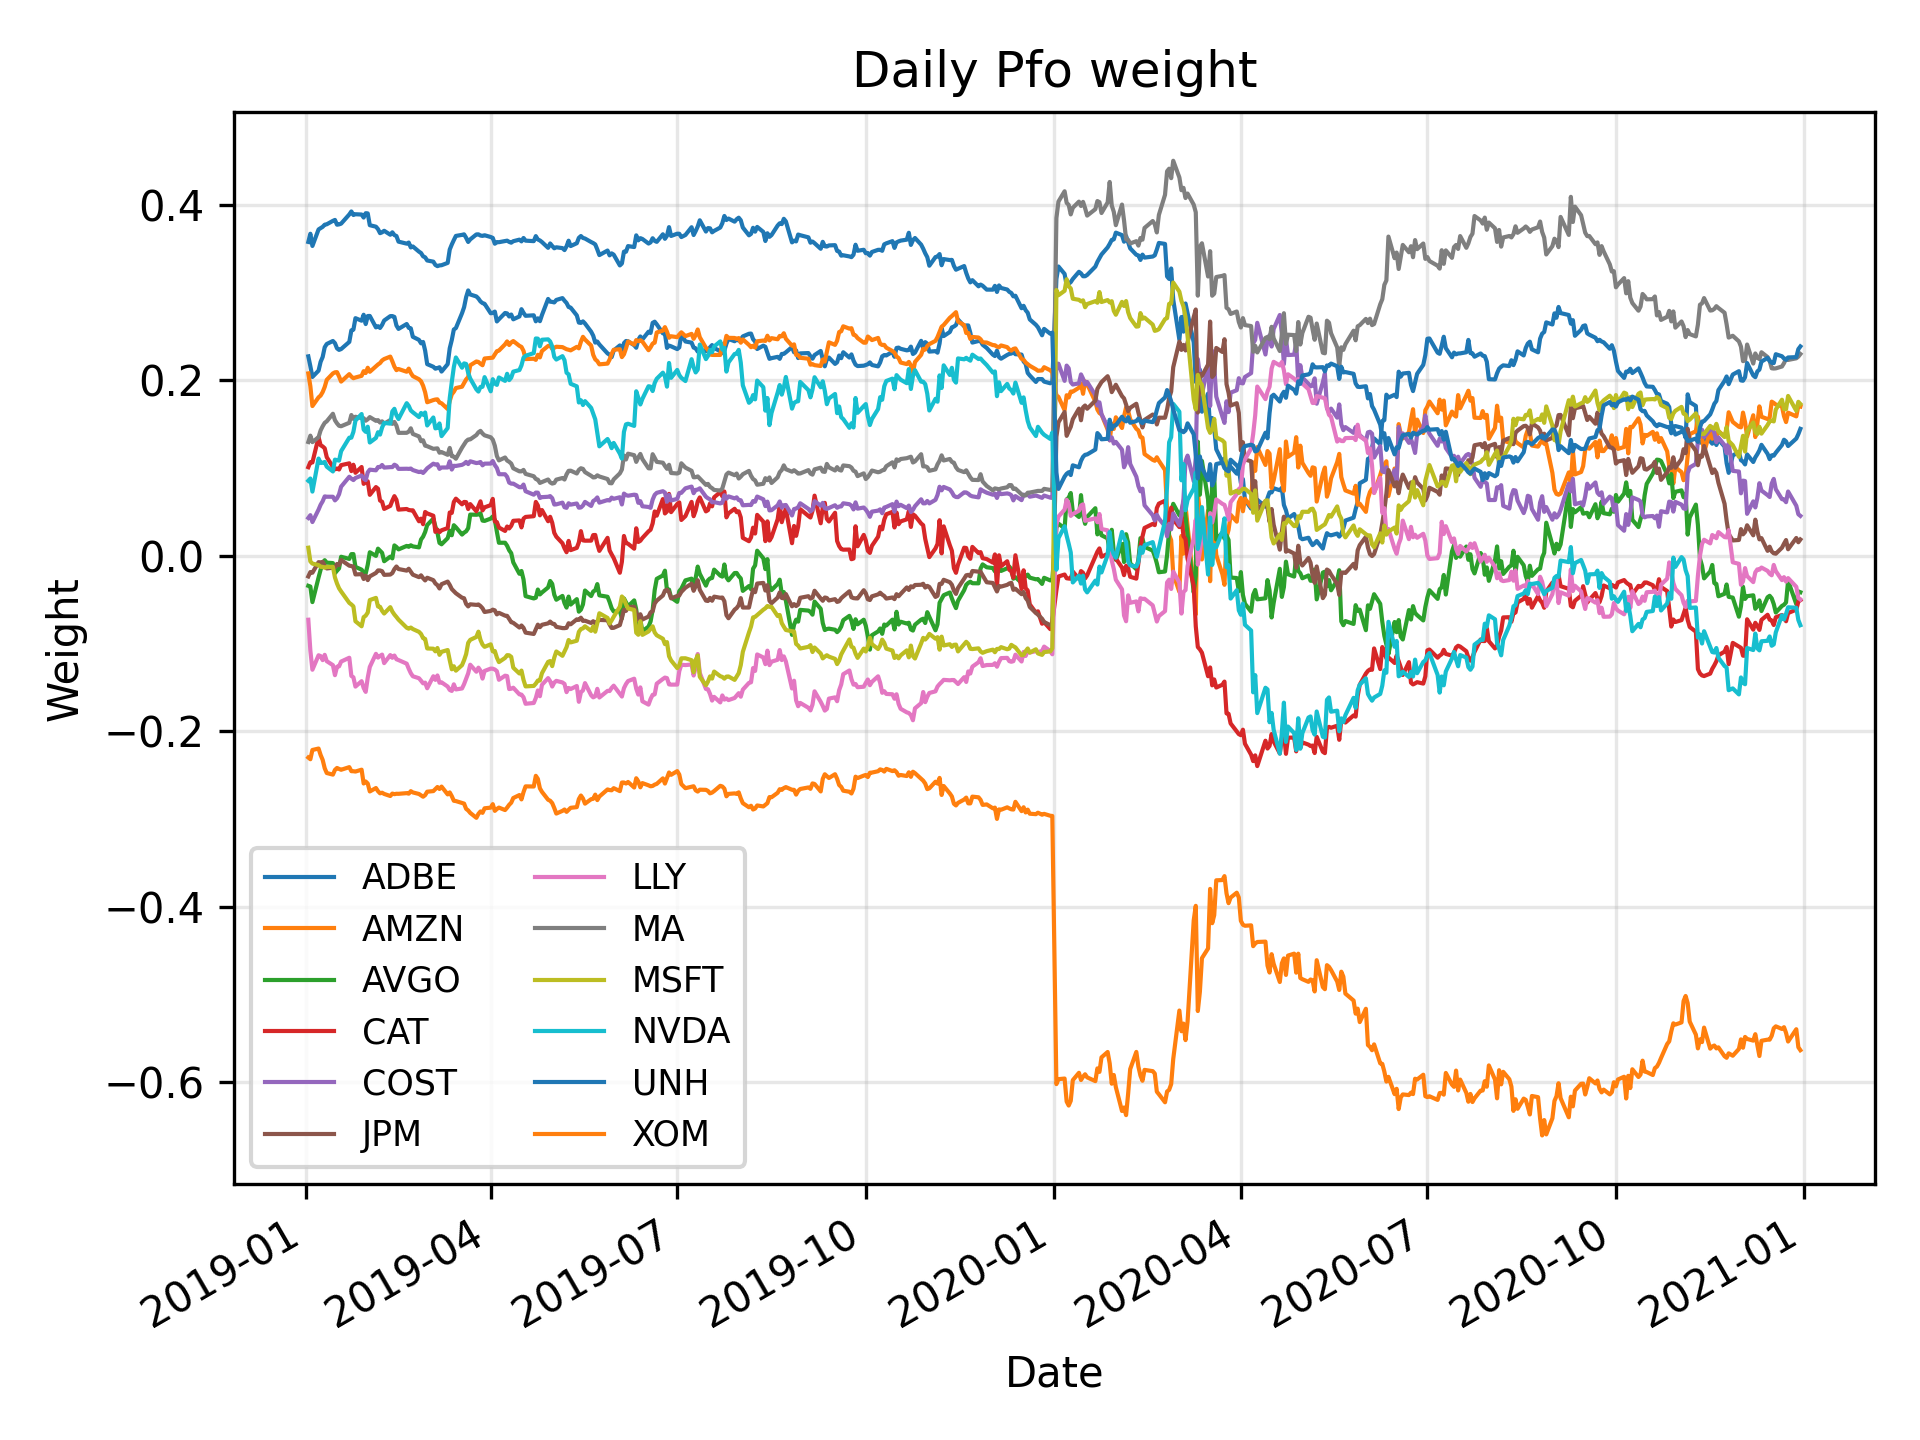 Daily Pfo weight
Weight
0.4
0.2
0.0
−0.2
−0.4
−0.6
ADBE
AMZN
AVGO
CAT
COST
JPM
LLY
MA
MSFT
NVDA
UNH
XOM
2019-01
2019-04
2019-07
2019-10
2020-01
2020-04
2020-07
2020-10
2021-01
Date